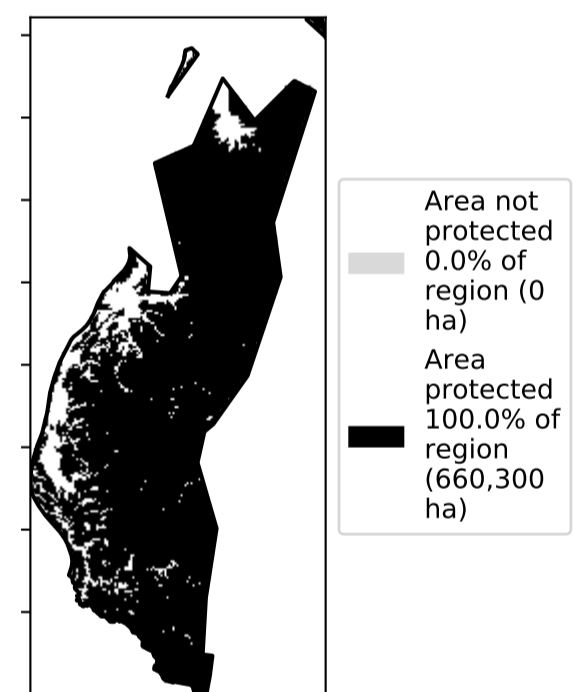 Area not
protected
0.0% of
region (0
ha)
Area
protected
100.0% of
region
(660,300
ha)